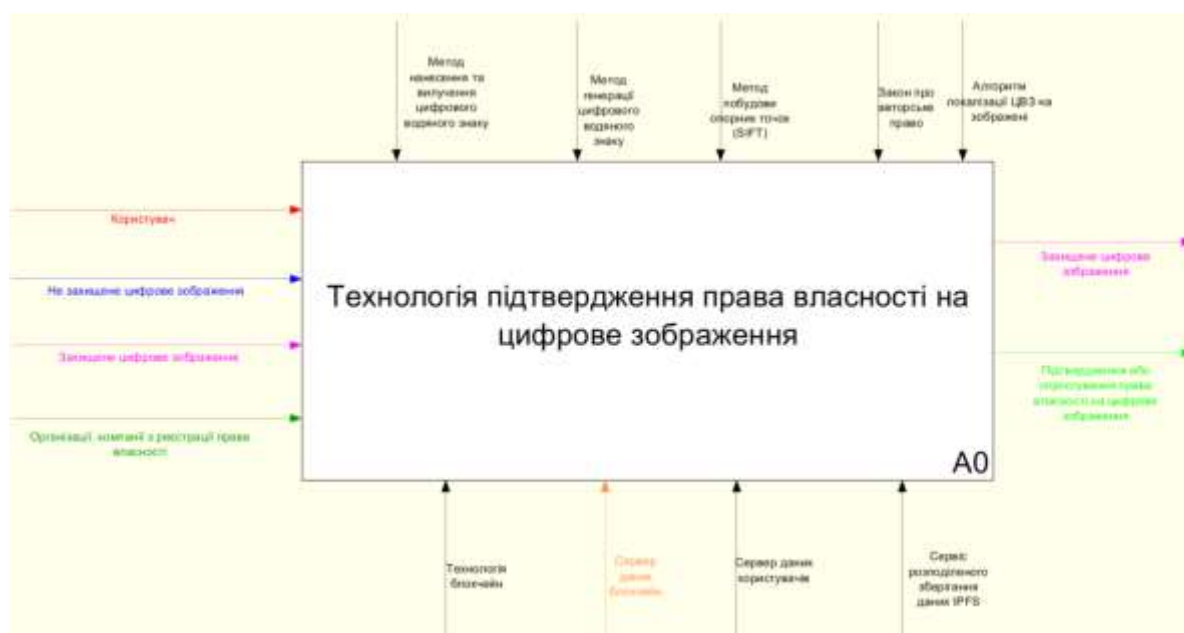 Метод
нанесення та
вилучення
цифрового
водяного знаку
Метод
генерації
цифрового
водяного
знаку
Метод
побудови
опорних точок
(SIFT)
Закон про
авторське
право
Алгоритм
локалізації ЦВЗ на
зображені
Користувач
Не захищене цифрове зображення
Захищене цифрове зображення
Організації, компанії з реєстрації права
власності
Технологія підтвердження права власності на
цифрове зображення
A0
Захищене цифрове
зображення
Підтвердження або
спростування права
власності на цифрове
зображення
Технологія
блокчейн
Сервер
даних
блокчейн
Сервер даних
користувачів
Сервіс
розподіленого
зберігання
даних IPFS